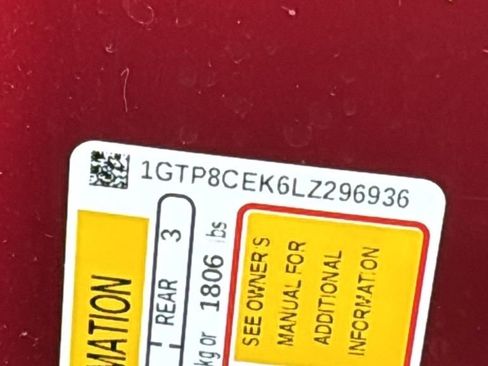 1GTP8CEK6LZ296936
MATION
REAR 3
kg or 1806 lbs
SEE OWNER'S
MANUAL FOR
ADDITIONAL
INFORMATION